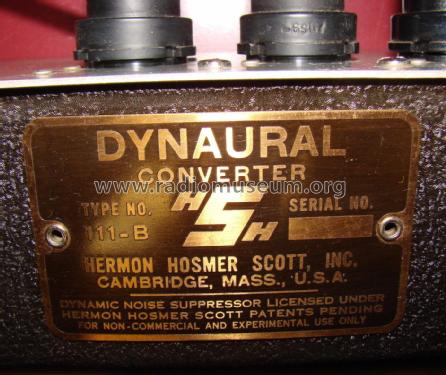 DYNAURAL
CONVERTER
TYPE NO. HSH SERIAL NO.
111-B
HERMON HOSMER SCOTT, INC.
CAMBRIDGE, MASS., U.S.A.
DYNAMIC NOISE SUPPRESSOR LICENSED UNDER
HERMON HOSMER SCOTT PATENTS PENDING
FOR NON-COMMERCIAL AND EXPERIMENTAL USE ONLY
© www.radiomuseum.org